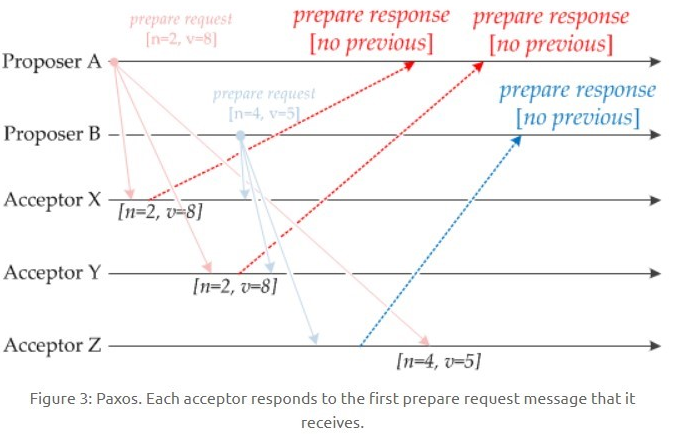 prepare request
[n=2, v=8]
prepare response
[no previous]
prepare response
[no previous]
Proposer A
prepare request
[n=4, v=5]
prepare response
[no previous]
Proposer B
Acceptor X
[n=2, v=8]
Acceptor Y
[n=2, v=8]
Acceptor Z
[n=4, v=5]
Figure 3: Paxos. Each acceptor responds to the first prepare request message that it
receives.